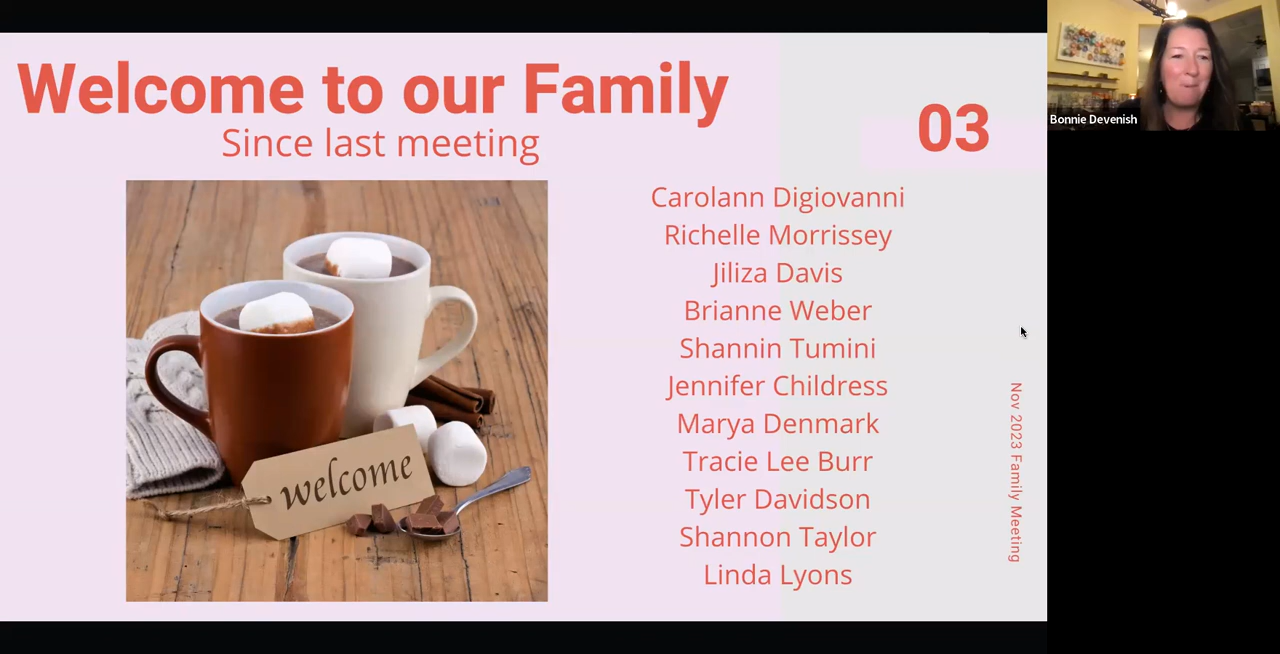 Welcome to our Family
Since last meeting
03
Carolann Digiovanni
Richelle Morrissey
Jiliza Davis
Brianne Weber
Shannin Tumini
Jennifer Childress
Marya Denmark
Tracie Lee Burr
Tyler Davidson
Shannon Taylor
Linda Lyons
welcome
Nov 2023 Family Meeting
Bonnie Devenish